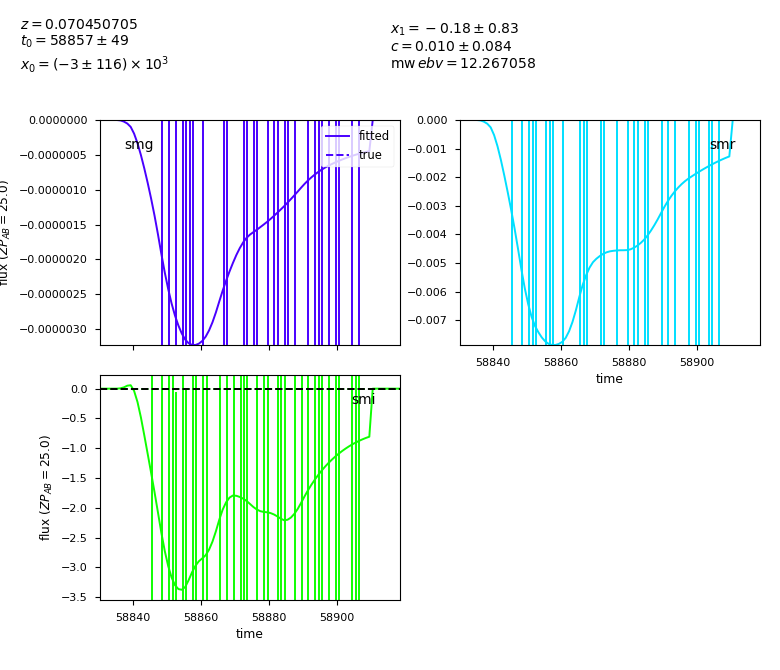 z = 0.070450705
t₀ = 58857 ± 49
x₀ = (−3 ± 116) × 10³
x₁ = −0.18 ± 0.83
c = 0.010 ± 0.084
mw ebv = 12.267058
smg
fitted
true
0.0000000
−0.0000005
−0.0000010
−0.0000015
−0.0000020
−0.0000025
−0.0000030
flux (ZP_AB = 25.0)
smr
0.000
−0.001
−0.002
−0.003
−0.004
−0.005
−0.006
−0.007
58840 58860 58880 58900
time
smi
0.0
−0.5
−1.0
−1.5
−2.0
−2.5
−3.0
−3.5
flux (ZP_AB = 25.0)
58840 58860 58880 58900
time